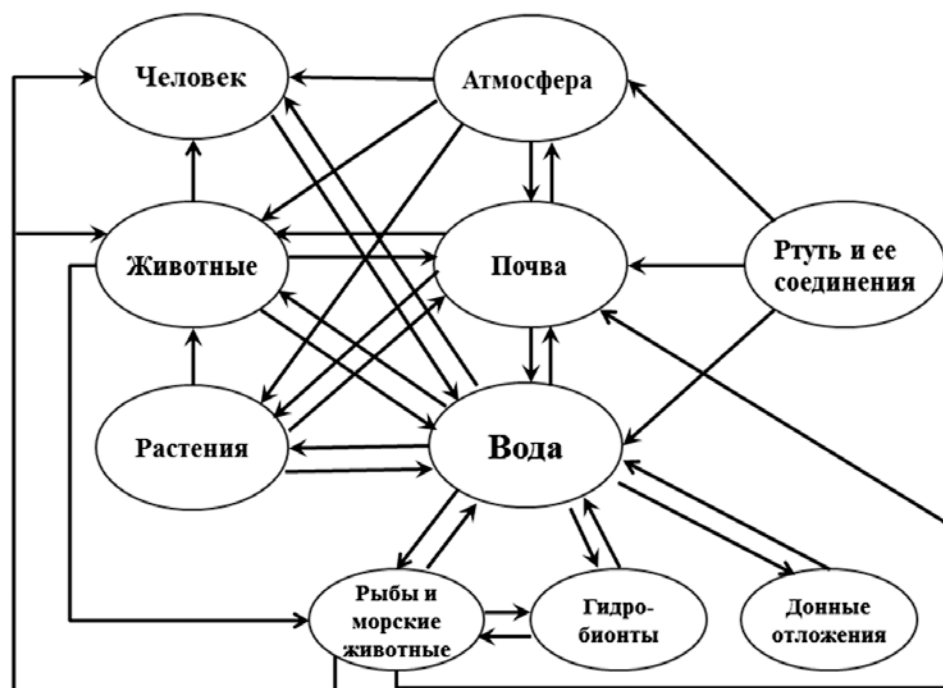 Человек
Атмосфера
Животные
Почва
Ртуть и ее
соединения
Растения
Вода
Рыбы и
морские
животные
Гидро-
бионты
Донные
отложения